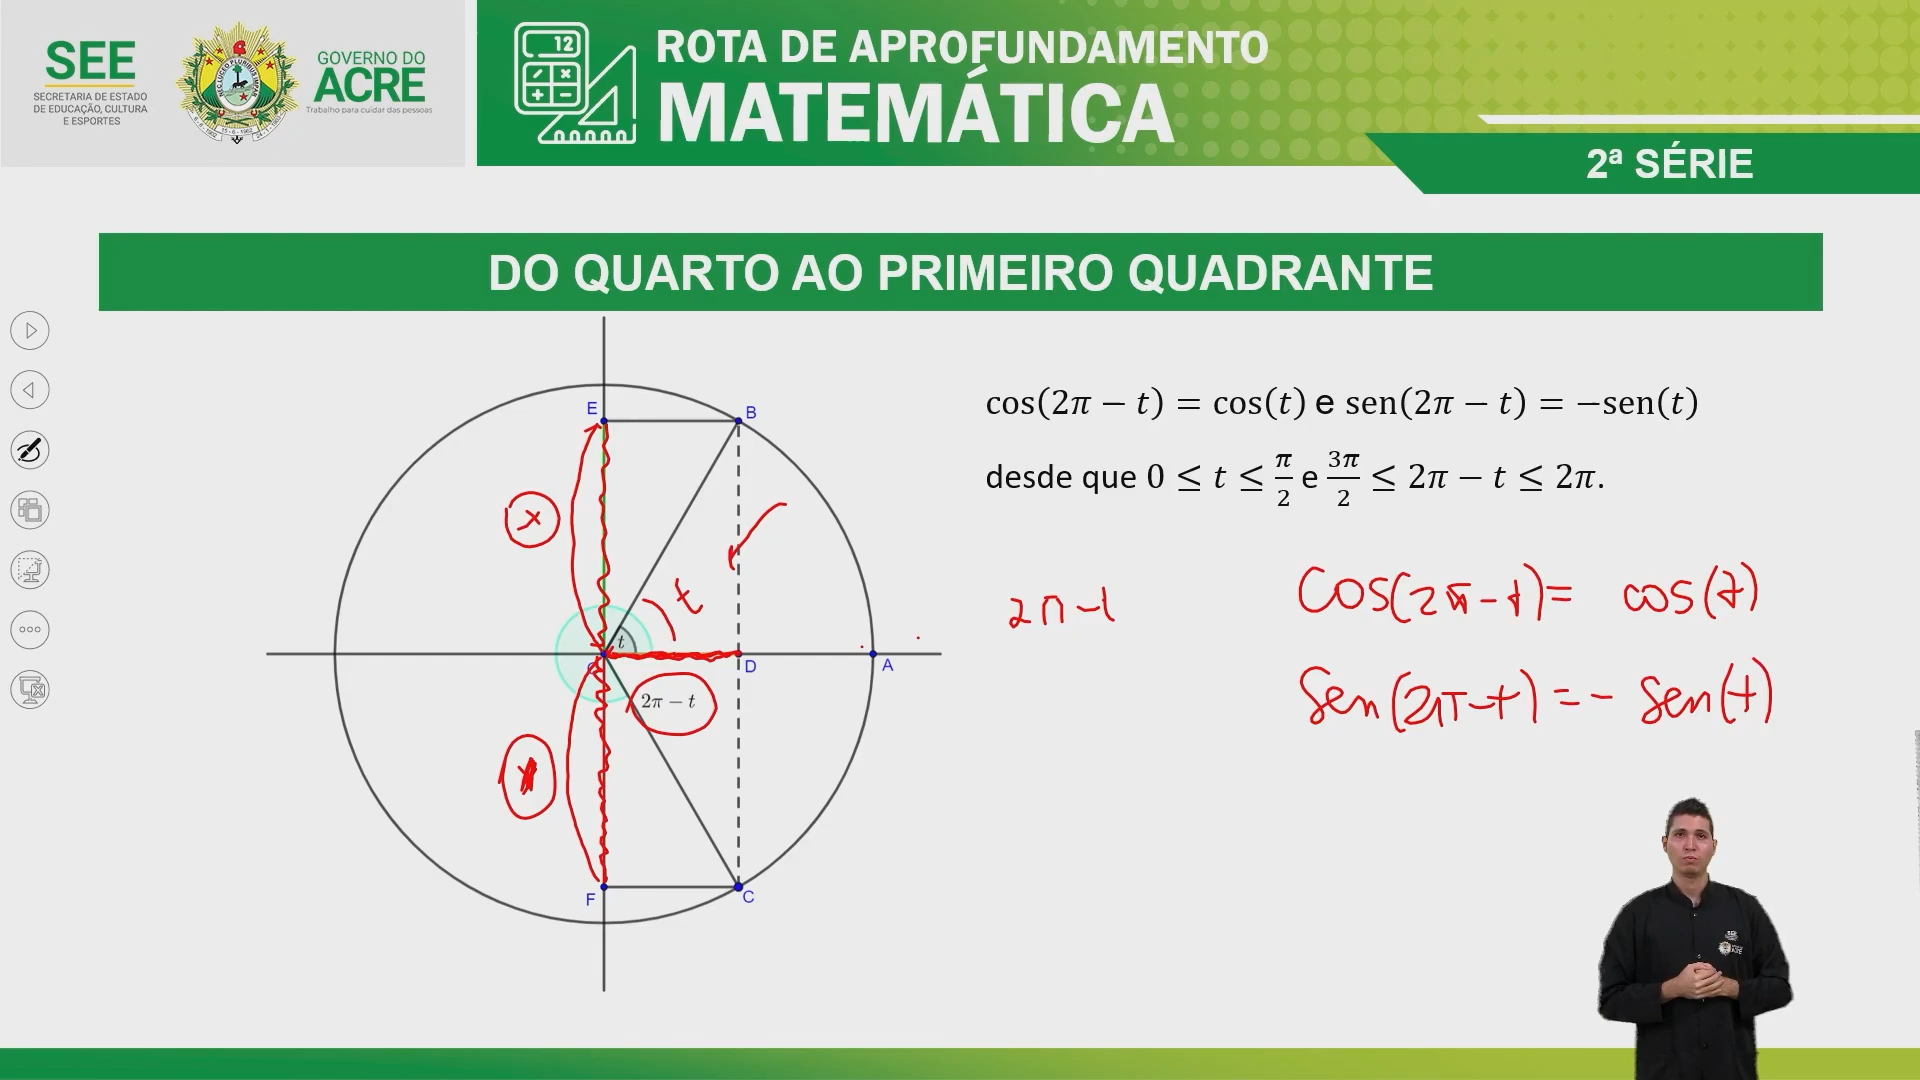 SEE
SECRETARIA DE ESTADO
DE EDUCAÇÃO, CULTURA
E ESPORTES
GOVERNO DO
ACRE
Trabalho para cuidar das pessoas
12
ROTA DE APROFUNDAMENTO
MATEMÁTICA
2ª SÉRIE
DO QUARTO AO PRIMEIRO QUADRANTE
E
B
x
t
t
D
A
2π − t
F
C
cos(2π − t) = cos(t) e sen(2π − t) = −sen(t)
desde que 0 ≤ t ≤ π/2 e 3π/2 ≤ 2π − t ≤ 2π.
2π-t
cos(2π-t)= cos(t)
Sen(2π-t)=- Sen(t)